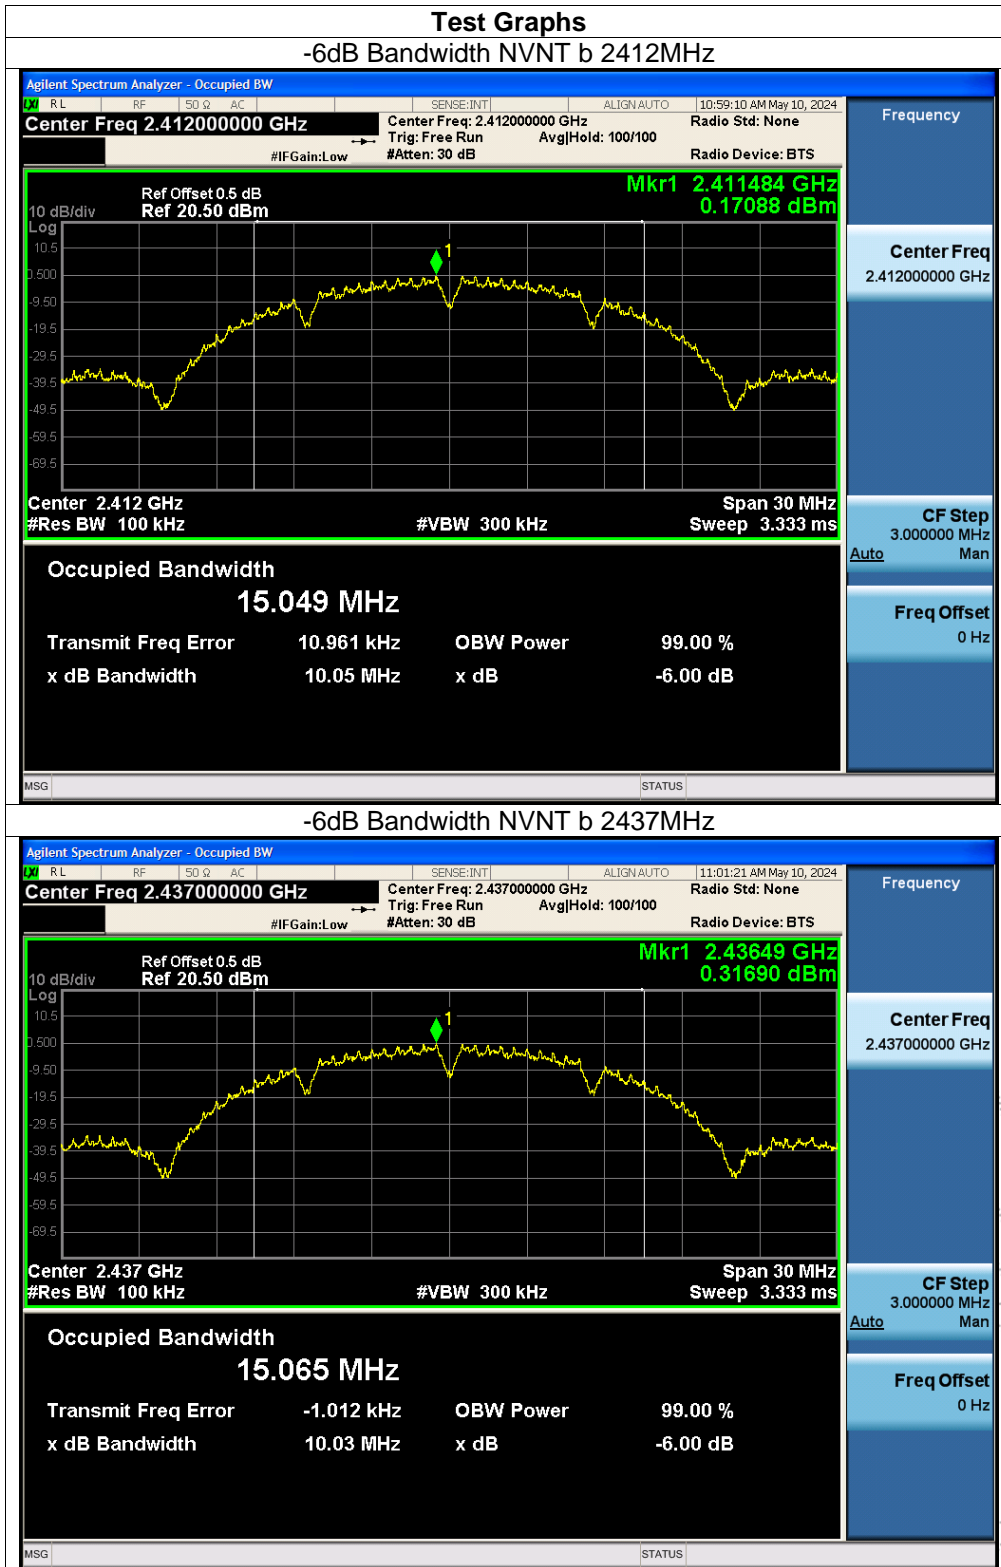 Test Graphs
-6dB Bandwidth NVNT b 2412MHz
Agilent Spectrum Analyzer - Occupied BW
LXI RL RF 50 Ω AC SENSE:INT ALIGN AUTO 10:59:10 AM May 10, 2024
Center Freq 2.412000000 GHz
Center Freq: 2.412000000 GHz Radio Std: None
Trig: Free Run Avg|Hold: 100/100
#IFGain:Low #Atten: 30 dB Radio Device: BTS
Frequency
Mkr1 2.411484 GHz
0.17088 dBm
Ref Offset 0.5 dB
10 dB/div Ref 20.50 dBm
Log
10.5
1
0.500
-9.50
-19.5
-29.5
-39.5
-49.5
-59.5
-69.5
Center 2.412 GHz Span 30 MHz
#Res BW 100 kHz #VBW 300 kHz Sweep 3.333 ms
Center Freq
2.412000000 GHz
CF Step
3.000000 MHz
Auto Man
Freq Offset
0 Hz
Occupied Bandwidth
15.049 MHz
Transmit Freq Error 10.961 kHz OBW Power 99.00 %
x dB Bandwidth 10.05 MHz x dB -6.00 dB
MSG STATUS
-6dB Bandwidth NVNT b 2437MHz
Agilent Spectrum Analyzer - Occupied BW
LXI RL RF 50 Ω AC SENSE:INT ALIGN AUTO 11:01:21 AM May 10, 2024
Center Freq 2.437000000 GHz
Center Freq: 2.437000000 GHz Radio Std: None
Trig: Free Run Avg|Hold: 100/100
#IFGain:Low #Atten: 30 dB Radio Device: BTS
Frequency
Mkr1 2.43649 GHz
0.31690 dBm
Ref Offset 0.5 dB
10 dB/div Ref 20.50 dBm
Log
10.5
1
0.500
-9.50
-19.5
-29.5
-39.5
-49.5
-59.5
-69.5
Center 2.437 GHz Span 30 MHz
#Res BW 100 kHz #VBW 300 kHz Sweep 3.333 ms
Center Freq
2.437000000 GHz
CF Step
3.000000 MHz
Auto Man
Freq Offset
0 Hz
Occupied Bandwidth
15.065 MHz
Transmit Freq Error -1.012 kHz OBW Power 99.00 %
x dB Bandwidth 10.03 MHz x dB -6.00 dB
MSG STATUS